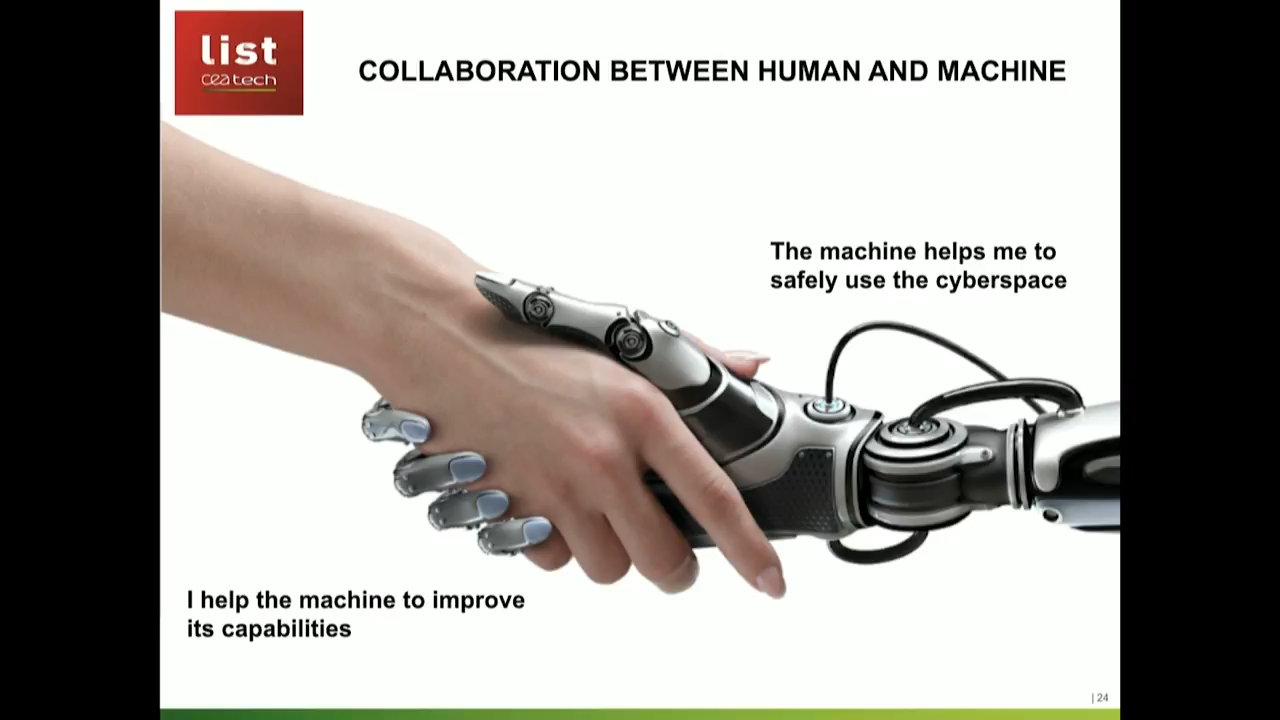 list
ceatech
COLLABORATION BETWEEN HUMAN AND MACHINE
The machine helps me to
safely use the cyberspace
I help the machine to improve
its capabilities
| 24